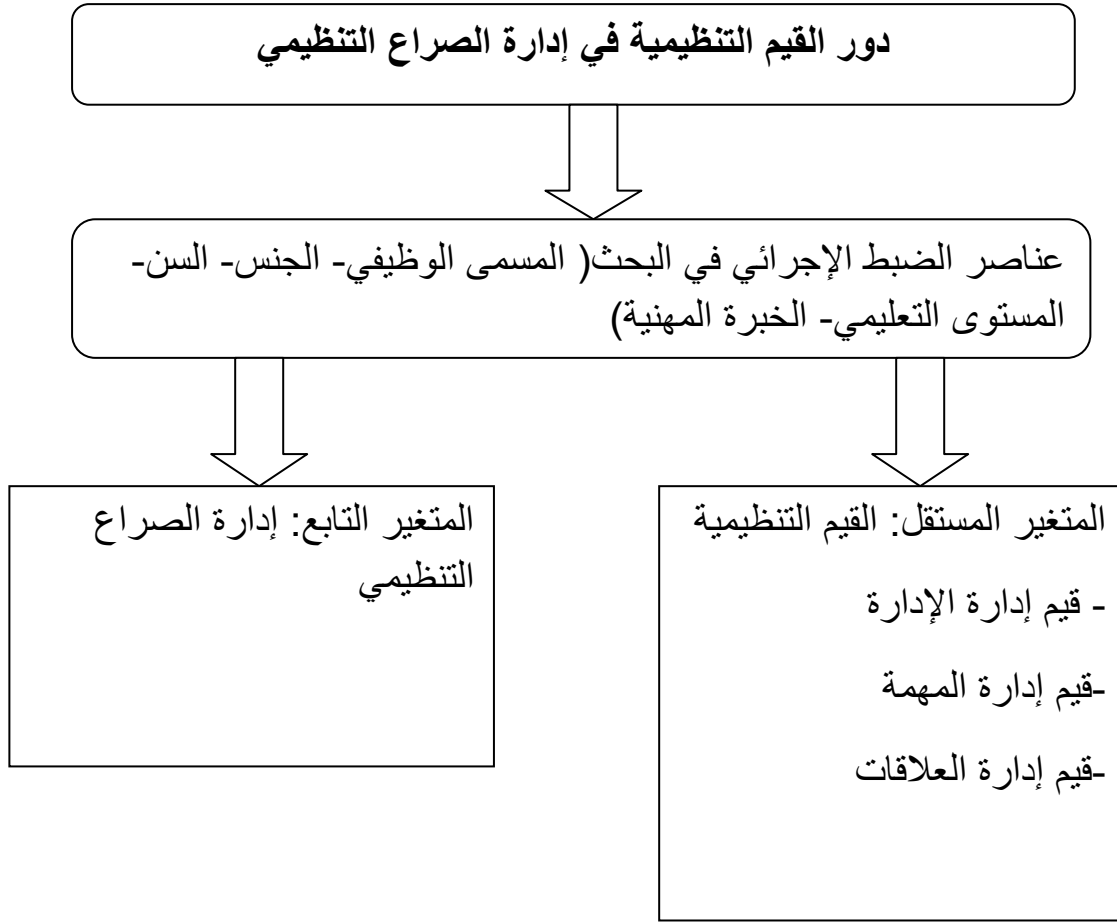 دور القيم التنظيمية في إدارة الصراع التنظيمي
عناصر الضبط الإجرائي في البحث( المسمى الوظيفي- الجنس- السن-
المستوى التعليمي- الخبرة المهنية)
المتغير المستقل: القيم التنظيمية
- قيم إدارة الإدارة
-قيم إدارة المهمة
-قيم إدارة العلاقات
المتغير التابع: إدارة الصراع
التنظيمي